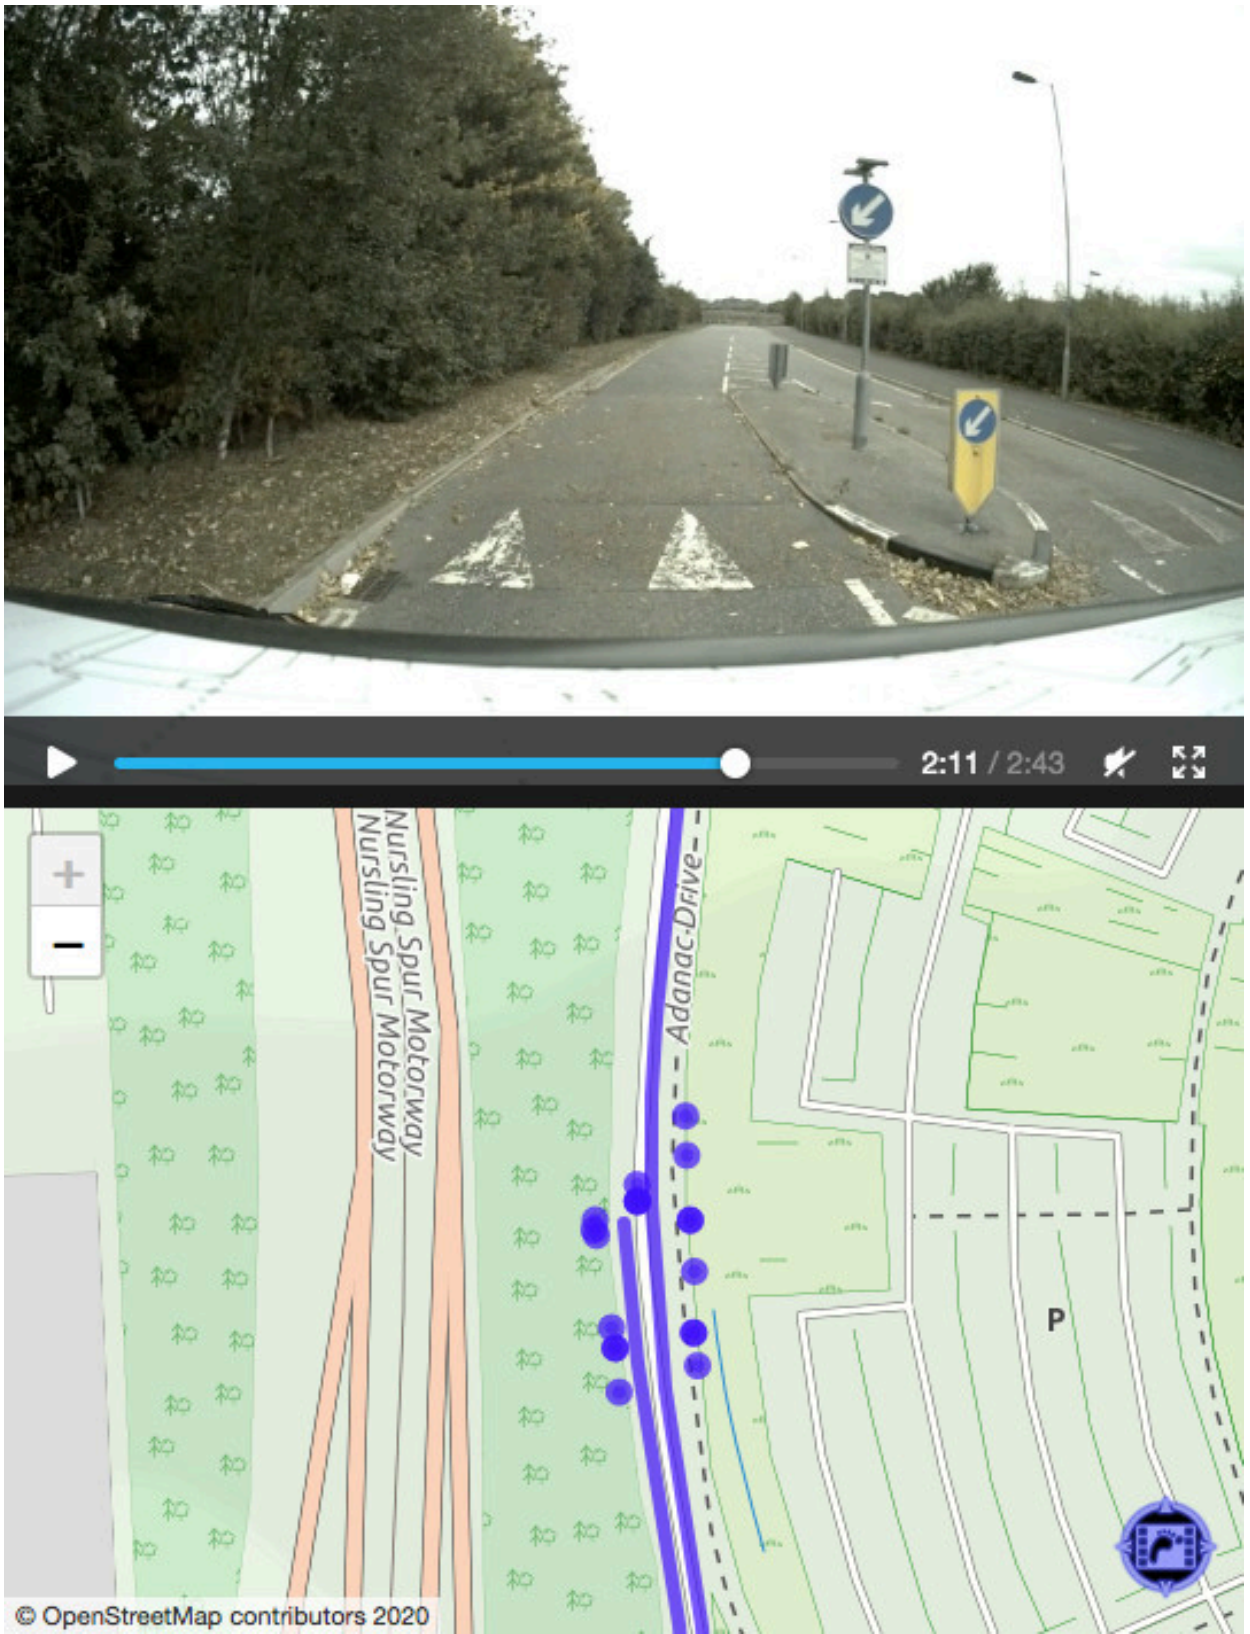 2:11 / 2:43
Nursling Spur Motorway
Nursling Spur Motorway
Adanac Drive
P
© OpenStreetMap contributors 2020